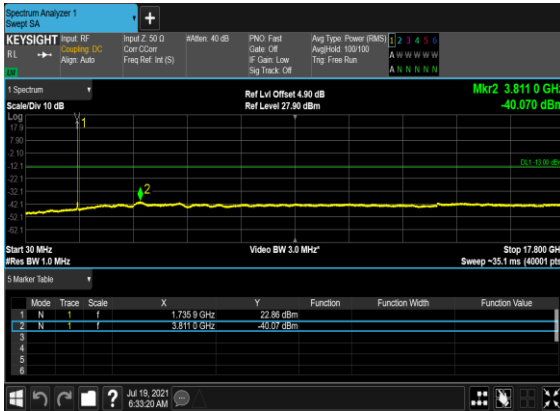 Spectrum Analyzer 1
Swept SA
+
KEYSIGHT Input: RF Input Z: 50 Ω #Atten: 40 dB PNO: Fast Avg Type: Power (RMS) 1 2 3 4 5 6
RL Coupling: DC Corr CCorr Gate: Off Avg|Hold: 100/100 A W W W W W
Align: Auto Freq Ref: Int (S) IF Gain: Low Trig: Free Run
Sig Track: Off A N N N N N
1 Spectrum Ref Lvl Offset 4.90 dB Mkr2 3.811 0 GHz
Scale/Div 10 dB Ref Level 27.90 dBm -40.070 dBm
Log
17.9
1
7.90
-2.10
-12.1
DL1 -13.00 dBm
-22.1
-32.1
2
-42.1
-52.1
-62.1
Start 30 MHz Video BW 3.0 MHz* Stop 17.800 GHz
#Res BW 1.0 MHz Sweep ~35.1 ms (40001 pts)
5 Marker Table
Mode Trace Scale X Y Function Function Width Function Value
1 N 1 f 1.735 9 GHz 22.86 dBm
2 N 1 f 3.811 0 GHz -40.07 dBm
3
4
5
6
? Jul 19, 2021
6:33:20 AM